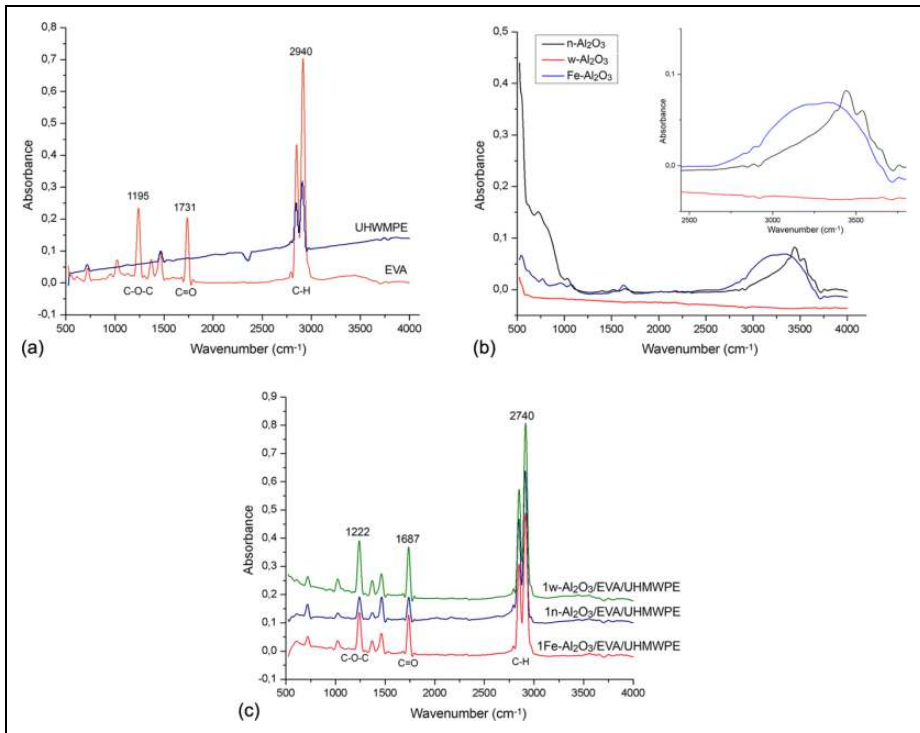 0,8
0,7
0,6
0,5
0,4
0,3
0,2
0,1
0,0
-0,1
Absorbance
2940
1195
1731
UHWMPE
EVA
C-O-C
C=O
C-H
500 1000 1500 2000 2500 3000 3500 4000
Wavenumber (cm-1)
(a)
0,5
0,4
0,3
0,2
0,1
0,0
-0,1
Absorbance
n-Al2O3
w-Al2O3
Fe-Al2O3
0,1
0,0
Absorbance
2500 3000 3500
Wavenumber (cm-1)
500 1000 1500 2000 2500 3000 3500 4000
Wavenumber (cm-1)
(b)
0,9
0,8
0,7
0,6
0,5
0,4
0,3
0,2
0,1
0,0
-0,1
Absorbance
2740
1222
1687
1w-Al2O3/EVA/UHMWPE
1n-Al2O3/EVA/UHMWPE
1Fe-Al2O3/EVA/UHMWPE
C-O-C
C=O
C-H
500 1000 1500 2000 2500 3000 3500 4000
Wavenumber (cm-1)
(c)